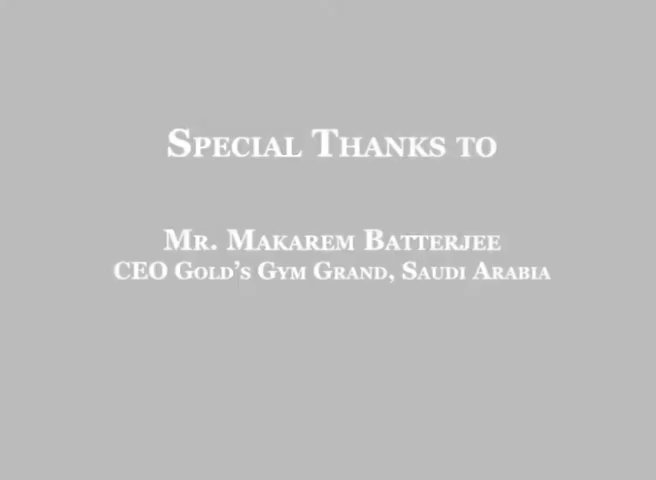 Special Thanks to
Mr. Makarem Batterjee
CEO Gold's Gym Grand, Saudi Arabia